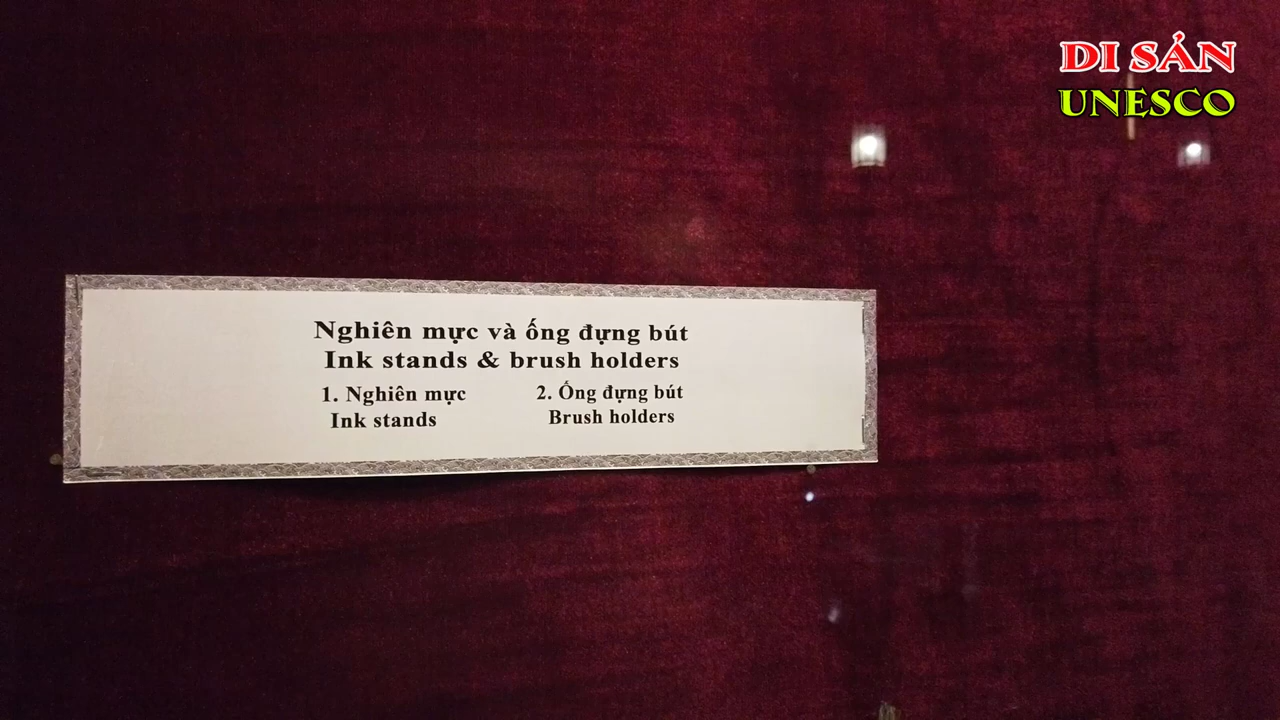 DI SẢN
UNESCO
Nghiên mực và ống đựng bút
Ink stands & brush holders
1. Nghiên mực
Ink stands
2. Ống đựng bút
Brush holders